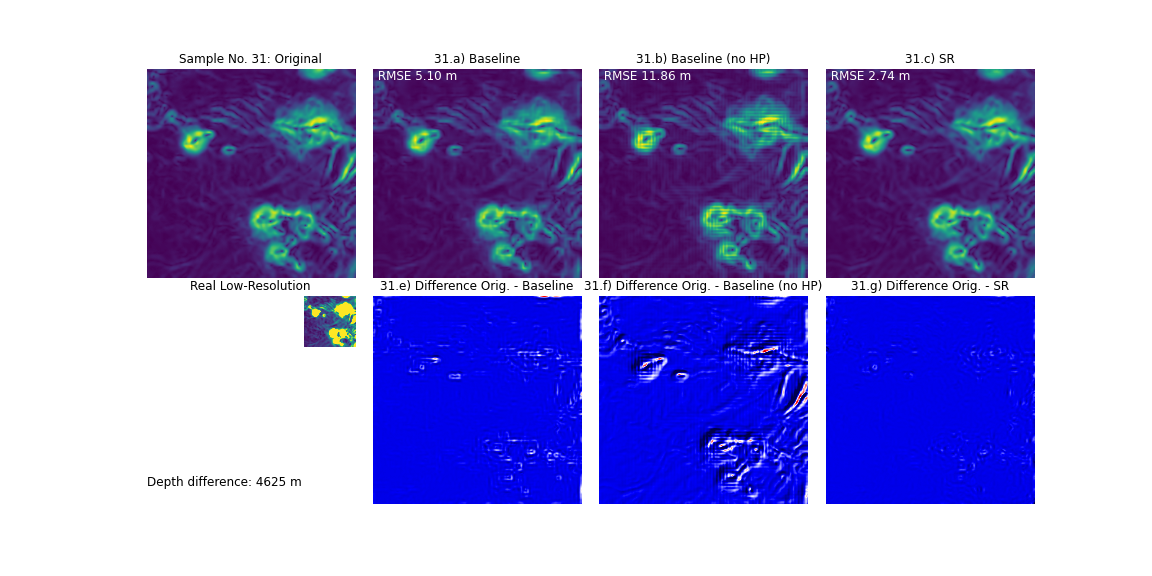 Sample No. 31: Original
31.a) Baseline
31.b) Baseline (no HP)
31.c) SR
RMSE 5.10 m
RMSE 11.86 m
RMSE 2.74 m
Real Low-Resolution
31.e) Difference Orig. - Baseline
31.f) Difference Orig. - Baseline (no HP)
31.g) Difference Orig. - SR
Depth difference: 4625 m